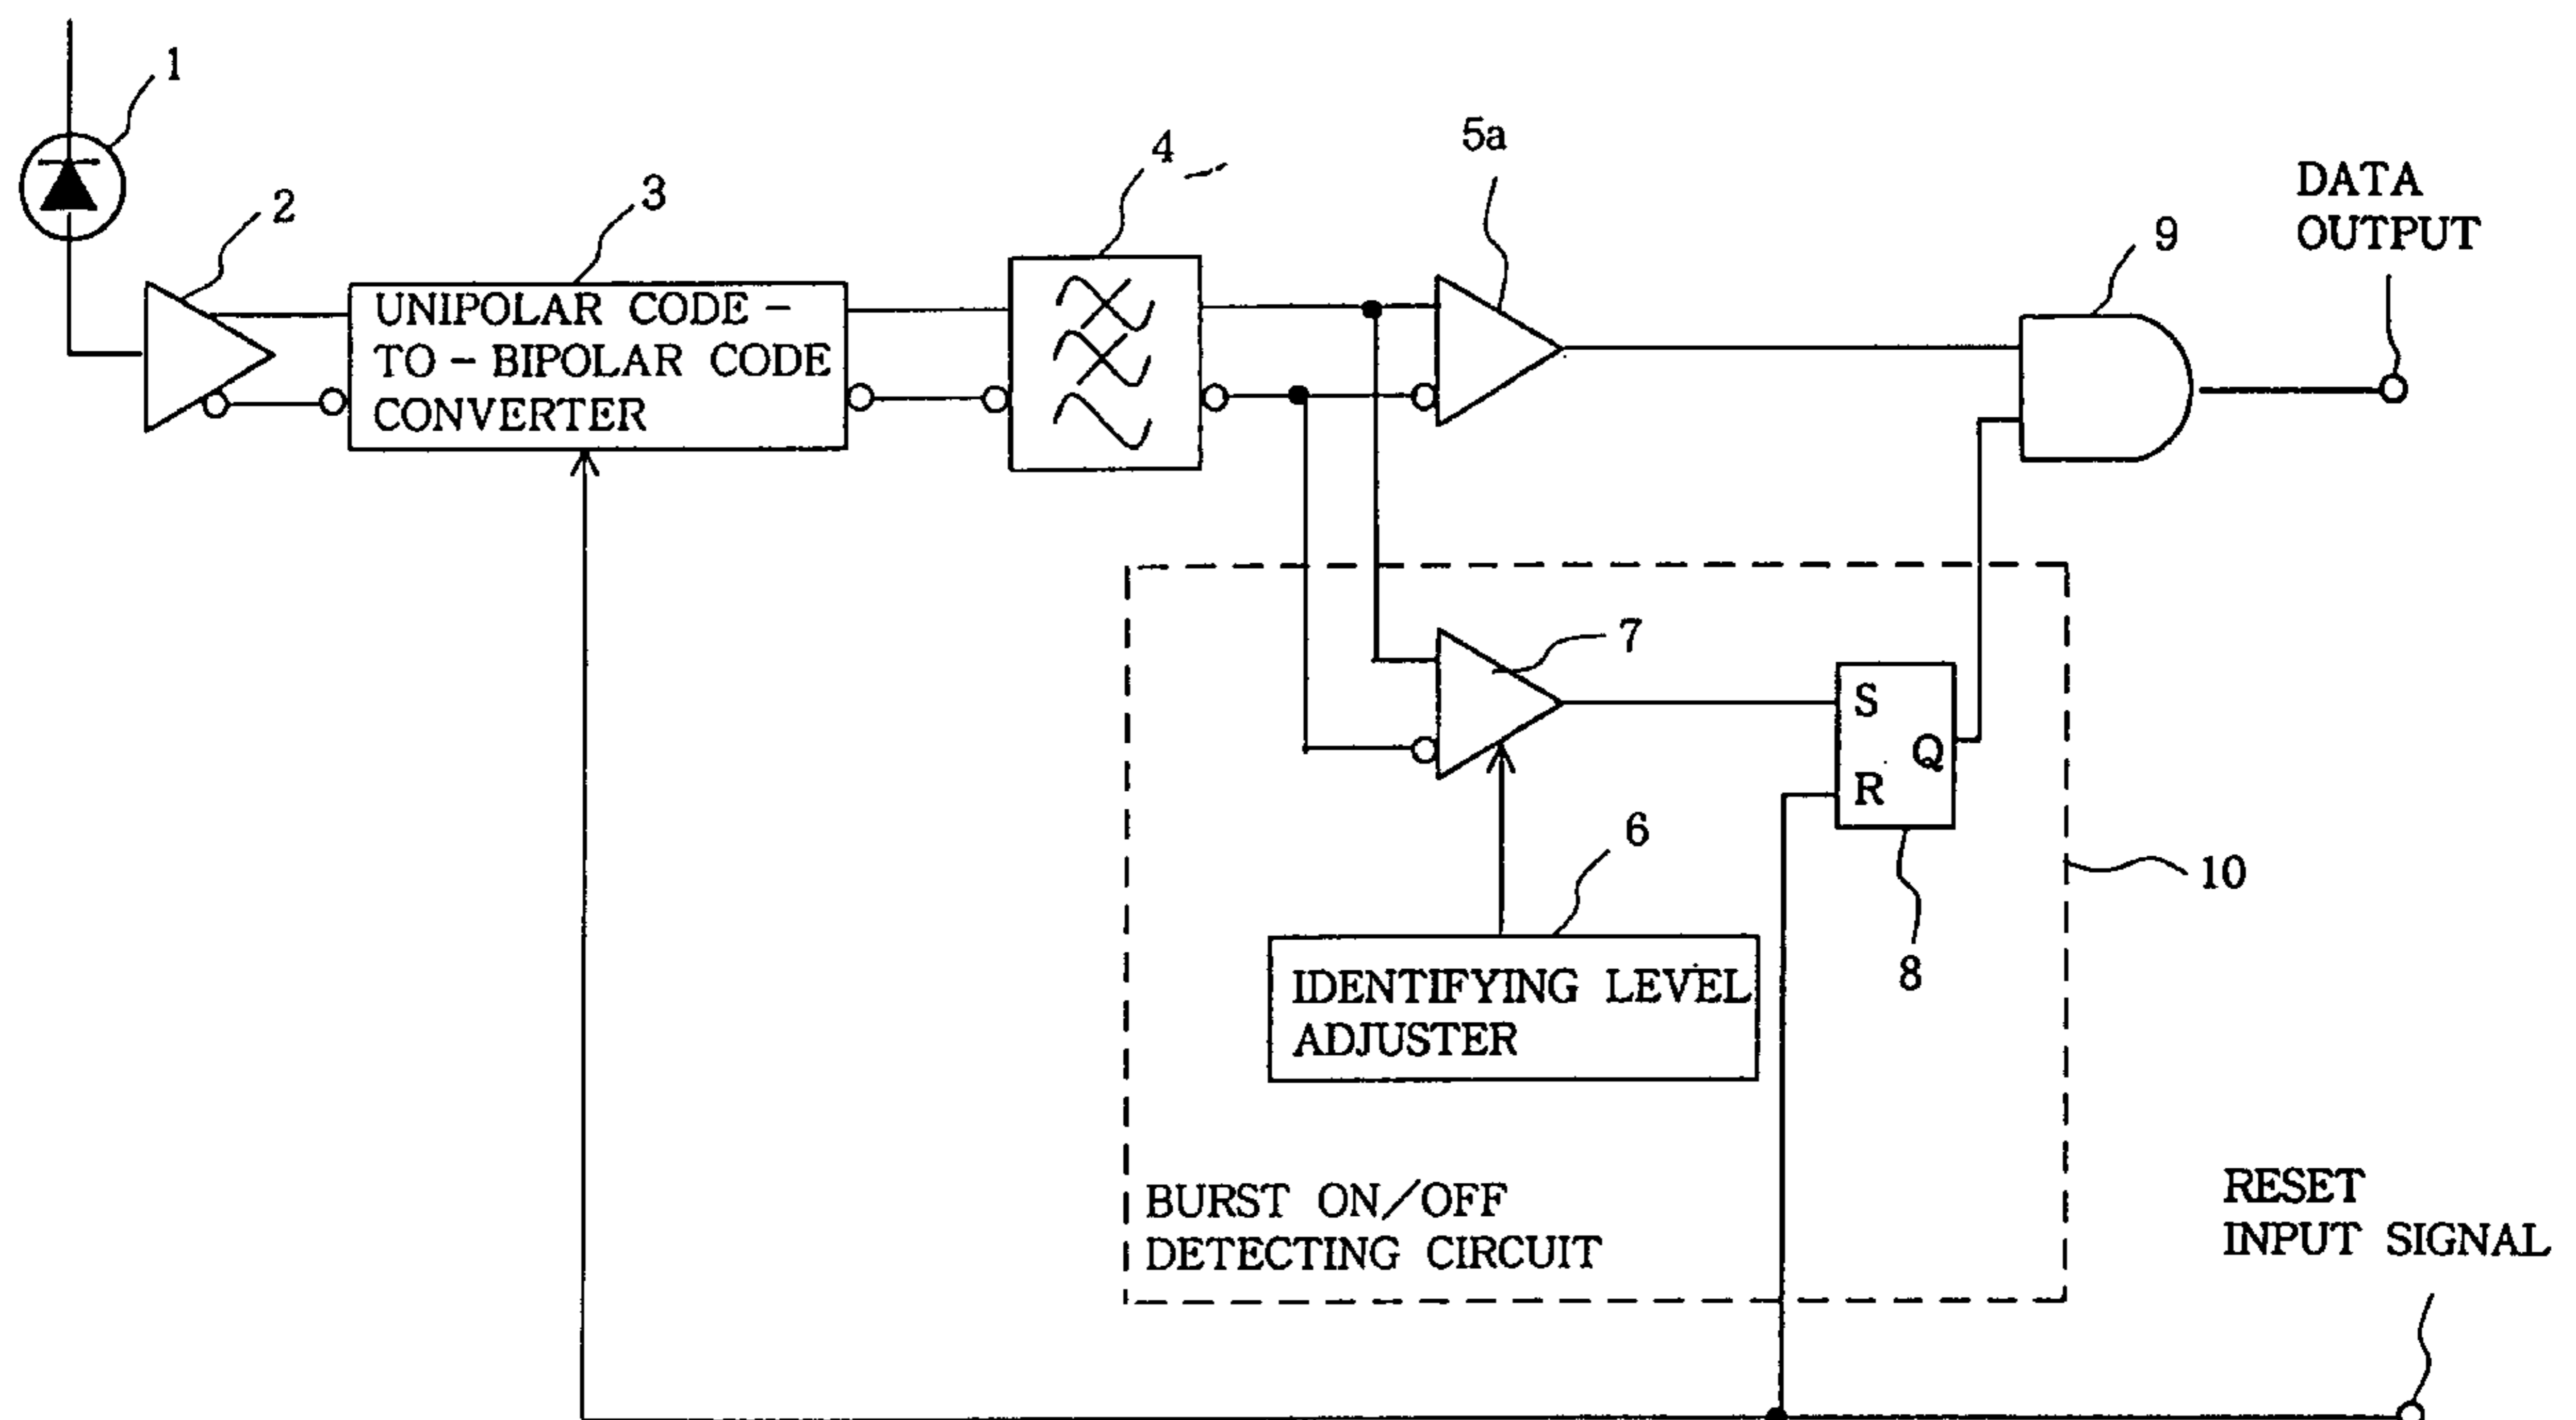 1
2
3
4
5a
9
DATA
OUTPUT
UNIPOLAR CODE -
TO - BIPOLAR CODE
CONVERTER
7
S
Q
R
6
10
8
IDENTIFYING LEVEL
ADJUSTER
BURST ON/OFF
DETECTING CIRCUIT
RESET
INPUT SIGNAL